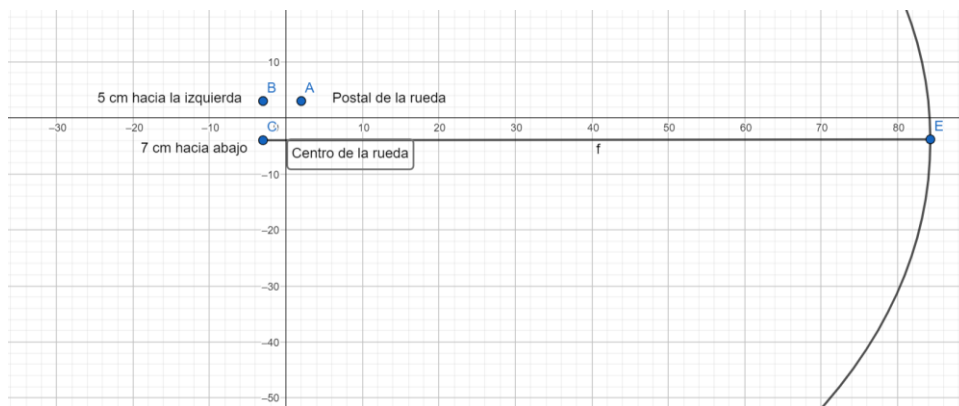 10
B
A
5 cm hacia la izquierda
Postal de la rueda
−30
−20
−10
0
10
20
30
40
50
60
70
80
C
E
7 cm hacia abajo
Centro de la rueda
f
−10
−20
−30
−40
−50